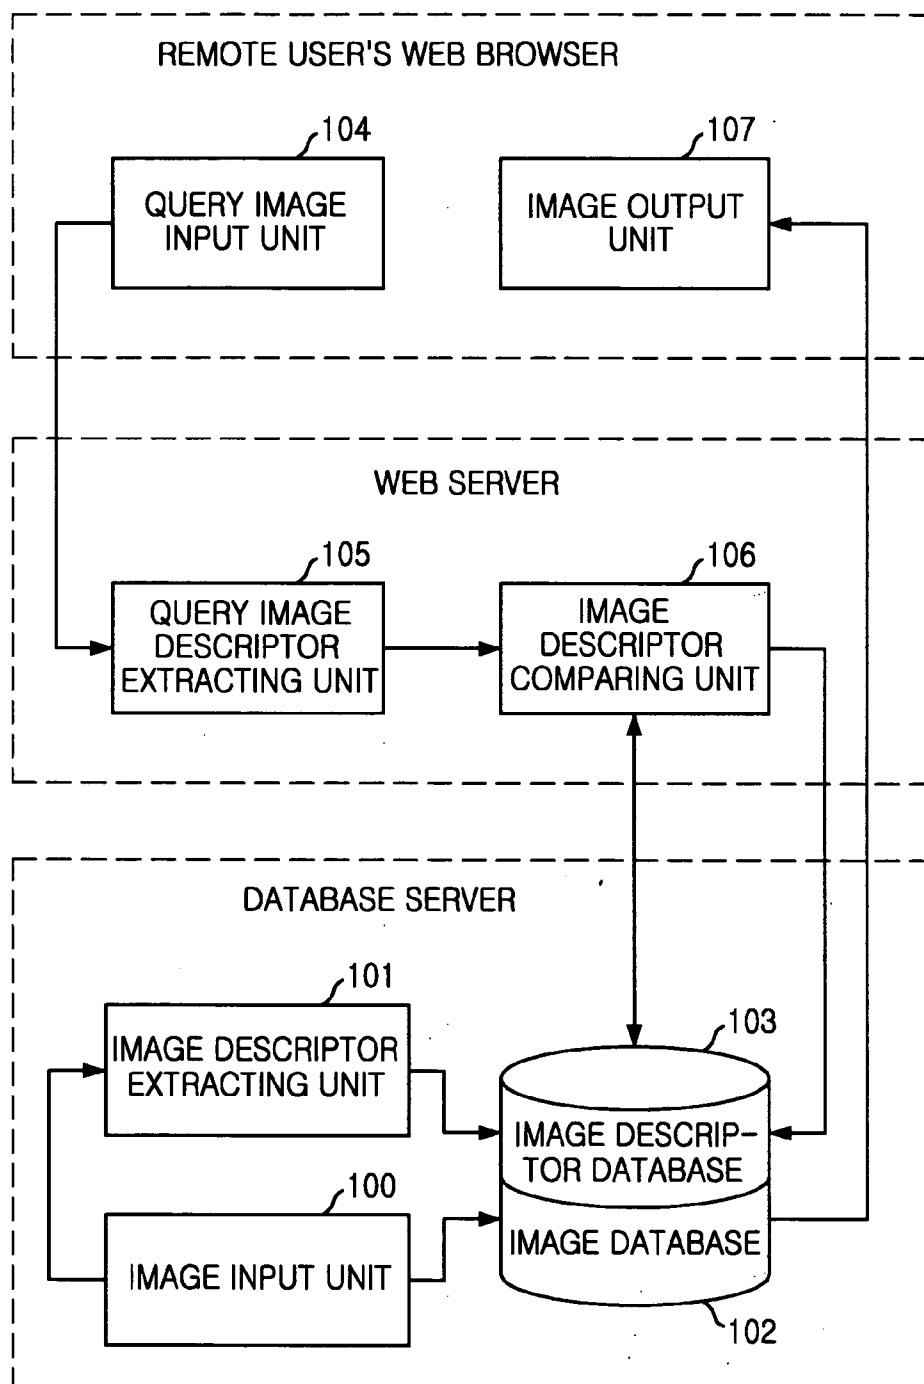 REMOTE USER'S WEB BROWSER
104
107
QUERY IMAGE
INPUT UNIT
IMAGE OUTPUT
UNIT
WEB SERVER
105
106
QUERY IMAGE
DESCRIPTOR
EXTRACTING UNIT
IMAGE
DESCRIPTOR
COMPARING UNIT
DATABASE SERVER
101
IMAGE DESCRIPTOR
EXTRACTING UNIT
103
IMAGE DESCRIP-
TOR DATABASE
100
IMAGE INPUT UNIT
IMAGE DATABASE
102